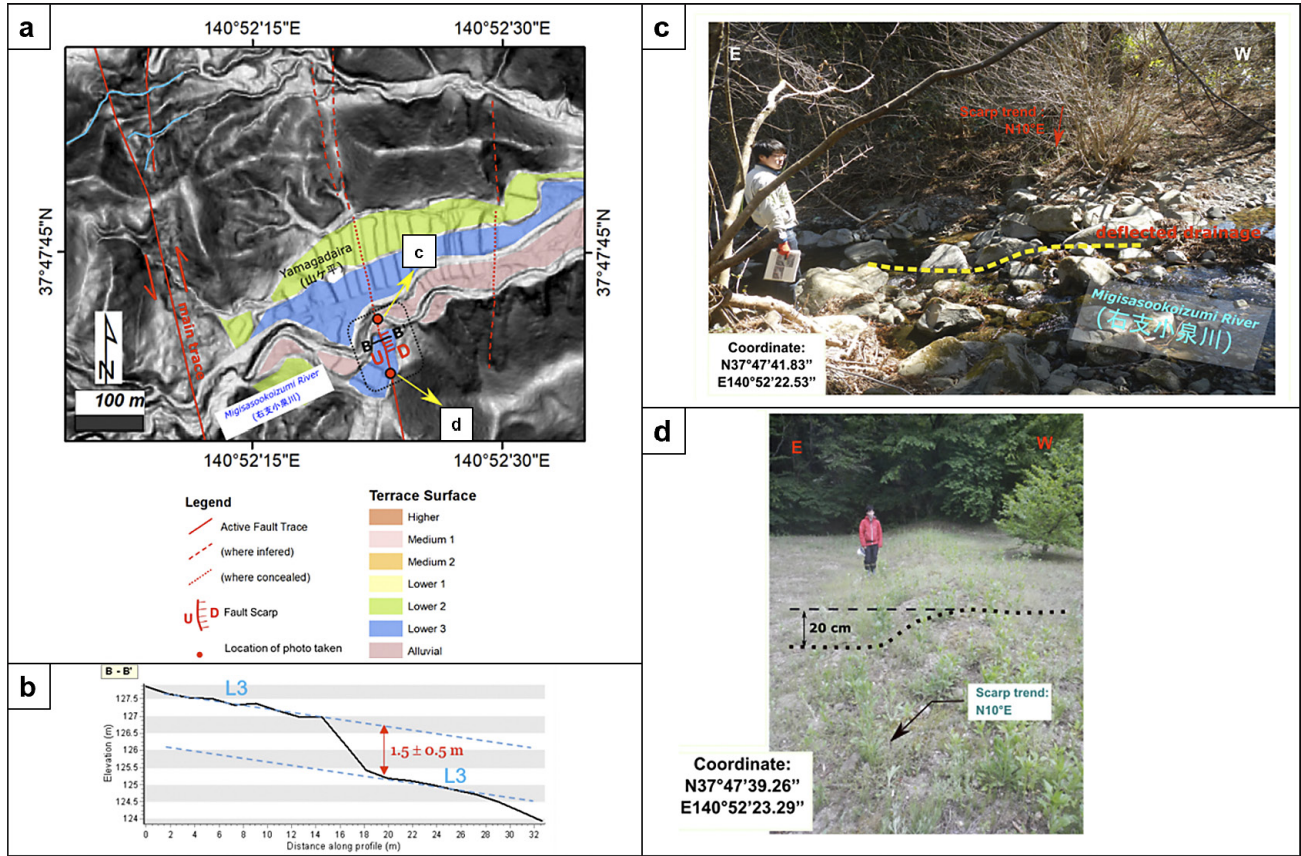 a
140°52'15"E
140°52'30"E
37°47'45"N
37°47'45"N
Yamagadaira
(山ケ平)
c
main trace
B
B'
U
D
N
100 m
Migisasookoizumi River
(右支小泉川)
d
140°52'15"E
140°52'30"E
Legend
Active Fault Trace
(where infered)
(where concealed)
U D Fault Scarp
Location of photo taken
Terrace Surface
Higher
Medium 1
Medium 2
Lower 1
Lower 2
Lower 3
Alluvial
b
B - B'
Elevation (m)
127.5
127
126.5
126
125.5
125
124.5
124
L3
1.5 ± 0.5 m
L3
0 2 4 6 8 10 12 14 16 18 20 22 24 26 28 30 32
Distance along profile (m)
c
E
W
Scarp trend :
N10°E
deflected drainage
Migisasookoizumi River
(右支小泉川)
Coordinate:
N37°47'41.83”
E140°52’22.53”
d
E
W
20 cm
Scarp trend:
N10°E
Coordinate:
N37°47’39.26”
E140°52’23.29”